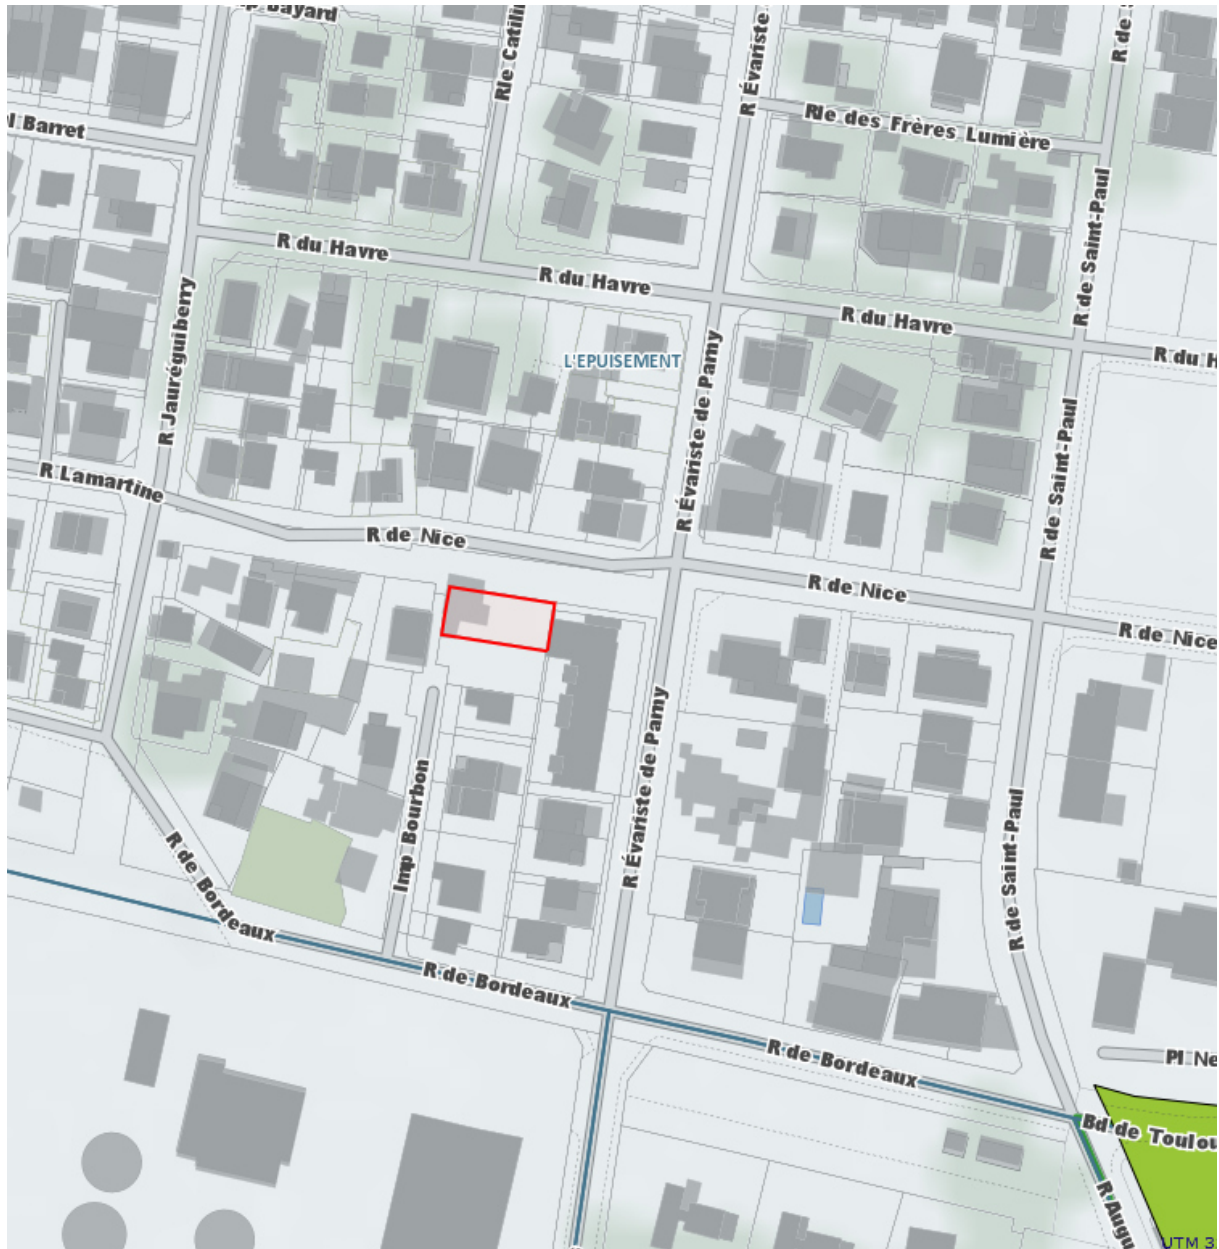 Bayard
Rle Catili
R Évariste
R de
Rle des Frères Lumière
l Barret
R de Saint-Paul
R du Havre
R du Havre
R du Havre
R du H
R Jauréguiberry
L'EPUISEMENT
R Évariste de Parny
R de Saint-Paul
R Lamartine
R de Nice
R de Nice
R de Nice
R Évariste de Parny
Imp Bourbon
R de Saint-Paul
R de Bordeaux
R de Bordeaux
R de Bordeaux
Pl Ne
Bd de Toulou
R Augu
UTM 3